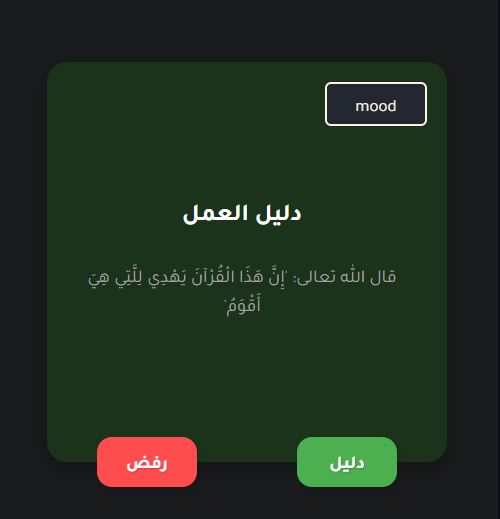 mood
دليل العمل
قال الله تعالى: 'إِنَّ هَذَا الْقُرْآنَ يَهْدِي لِلَّتِي هِيَ
أَقْوَمُ'
دليل
رفض